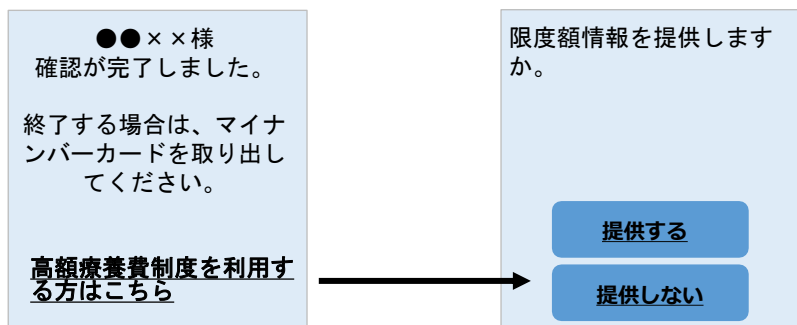 ●●××様
確認が完了しました。
終了する場合は、マイナ
ンバーカードを取り出し
てください。
高額療養費制度を利用す
る方はこちら
限度額情報を提供します
か。
提供する
提供しない